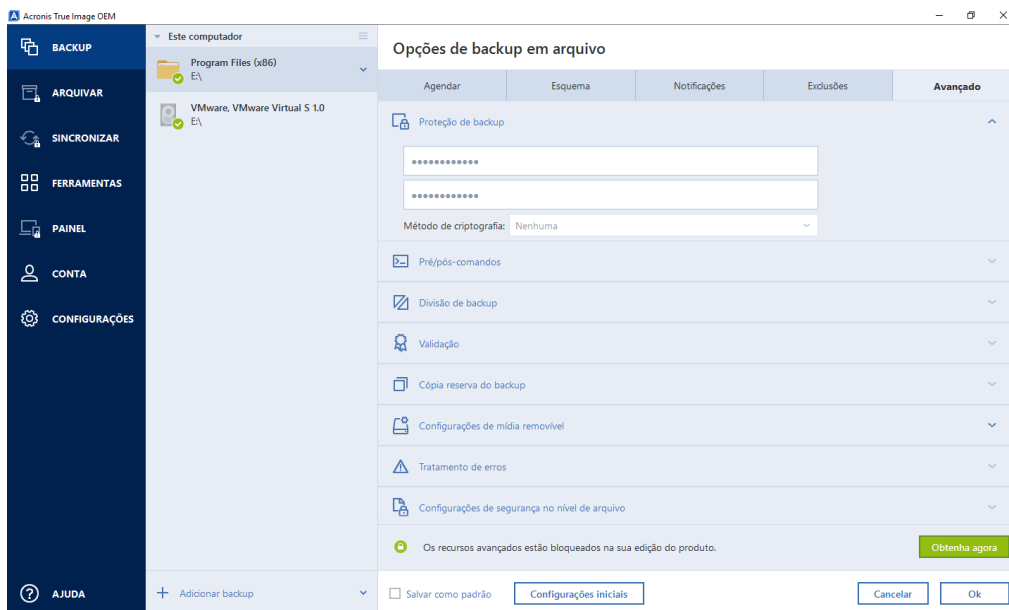 Acronis True Image OEM
BACKUP
ARQUIVAR
SINCRONIZAR
FERRAMENTAS
PAINEL
CONTA
CONFIGURAÇÕES
AJUDA
Este computador
Program Files (x86)
E:\
VMware, VMware Virtual S 1.0
E:\
Adicionar backup
Opções de backup em arquivo
Agendar Esquema Notificações Exclusões Avançado
Proteção de backup
••••••••••••
••••••••••••
Método de criptografia: Nenhuma
Pré/pós-comandos
Divisão de backup
Validação
Cópia reserva do backup
Configurações de mídia removível
Tratamento de erros
Configurações de segurança no nível de arquivo
Os recursos avançados estão bloqueados na sua edição do produto. Obtenha agora
Salvar como padrão Configurações iniciais Cancelar Ok